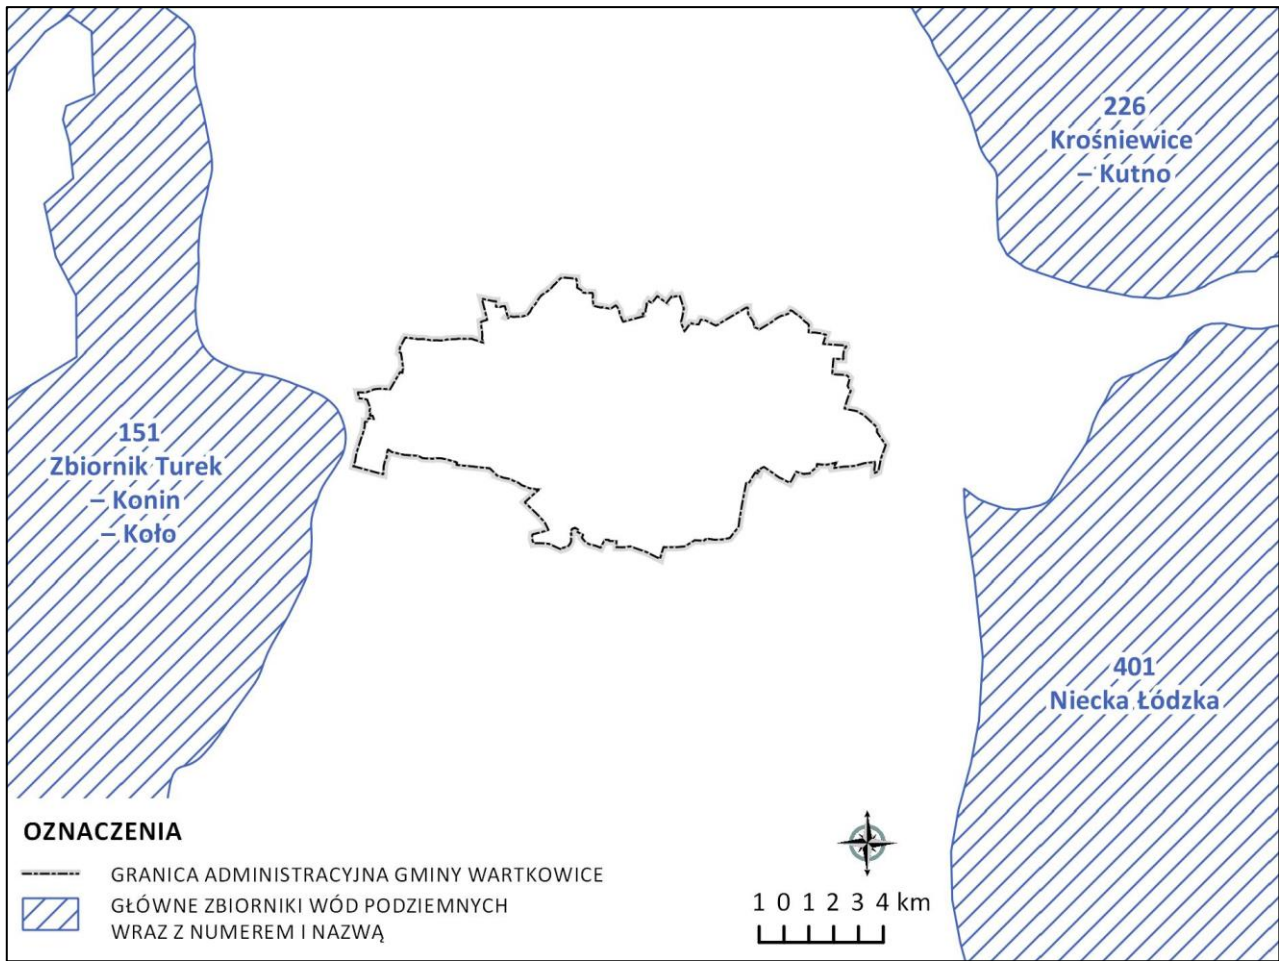 226
Krośniewice
– Kutno
151
Zbiornik Turek
– Konin
– Koło
401
Niecka Łódzka
OZNACZENIA
GRANICA ADMINISTRACYJNA GMINY WARTKOWICE
GŁÓWNE ZBIORNIKI WÓD PODZIEMNYCH
WRAZ Z NUMEREM I NAZWĄ
1 0 1 2 3 4 km